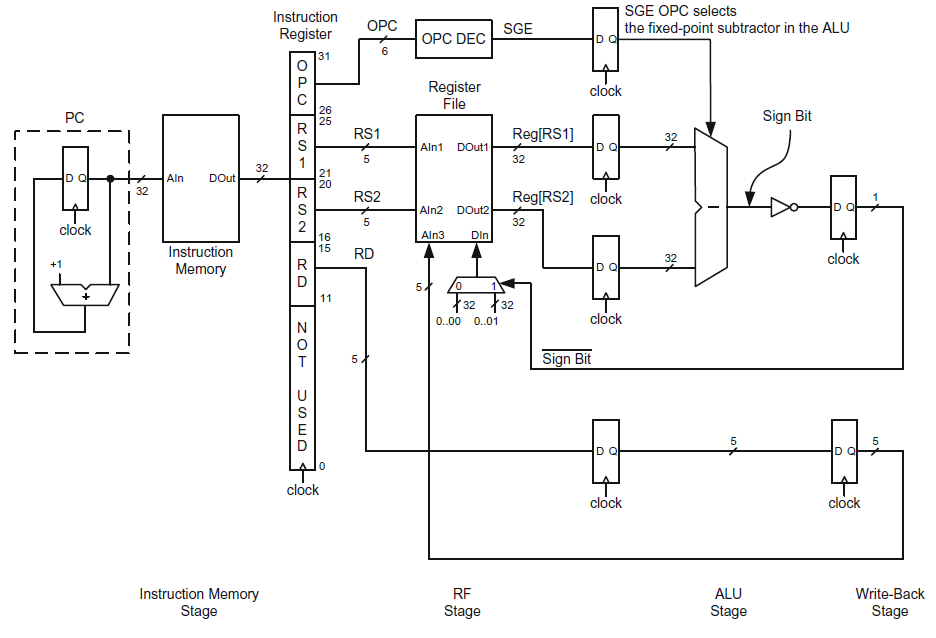 Instruction
Register
OPC
6
OPC DEC
SGE
SGE OPC selects
the fixed-point subtractor in the ALU
D Q
clock
31
O
P
C
26
25
R
S
1
21
20
R
S
2
16
15
R
D
11
N
O
T
U
S
E
D
0
clock
PC
D Q
clock
+1
+
32
AIn
DOut
Instruction
Memory
32
RS1
5
RS2
5
RD
5
Register
File
AIn1
DOut1
AIn2
DOut2
AIn3
DIn
Reg[RS1]
32
Reg[RS2]
32
D Q
clock
D Q
clock
32
32
Sign Bit
D Q
clock
1
5
0
1
32
32
0..00
0..01
Sign Bit
D Q
clock
5
D Q
clock
5
Instruction Memory
Stage
RF
Stage
ALU
Stage
Write-Back
Stage